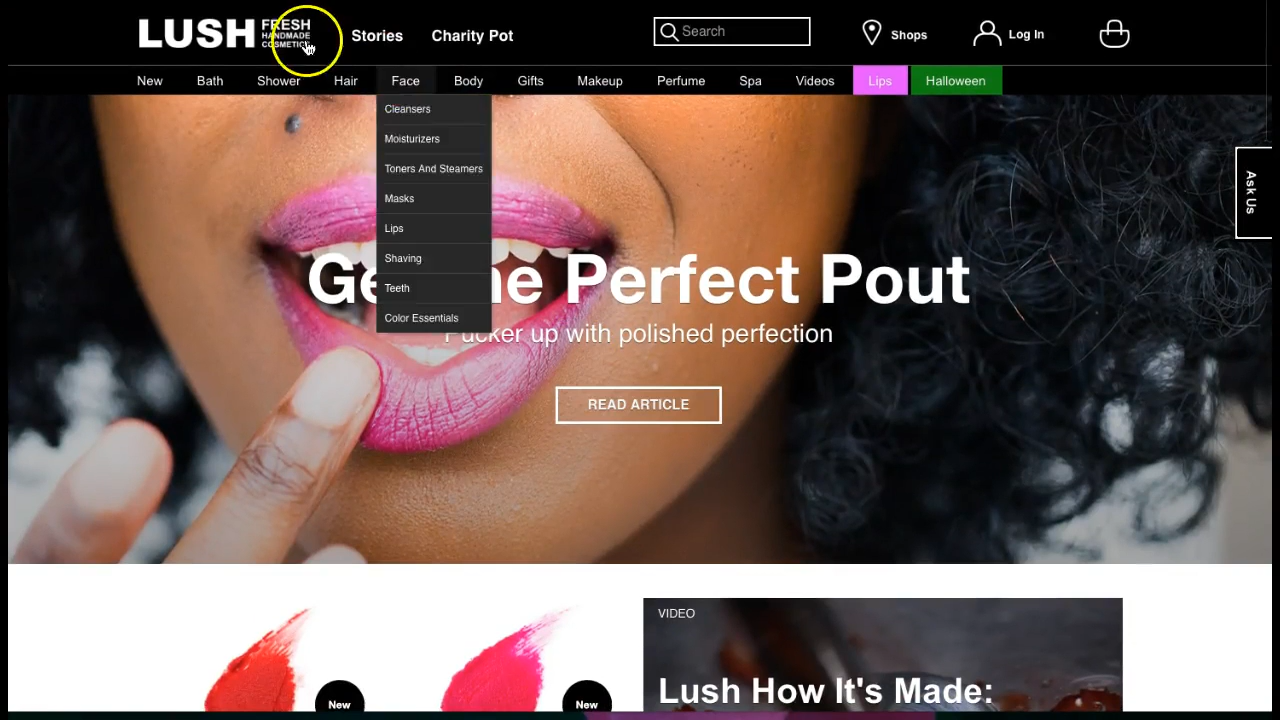 LUSH FRESH
HANDMADE
COSMETICS
Stories
Charity Pot
Search
Shops
Log In
New
Bath
Shower
Hair
Face
Body
Gifts
Makeup
Perfume
Spa
Videos
Lips
Halloween
Cleansers
Moisturizers
Toners And Steamers
Masks
Lips
Shaving
Teeth
Color Essentials
Ask Us
Perfect Pout
Pucker up with polished perfection
READ ARTICLE
New
New
VIDEO
Lush How It's Made: